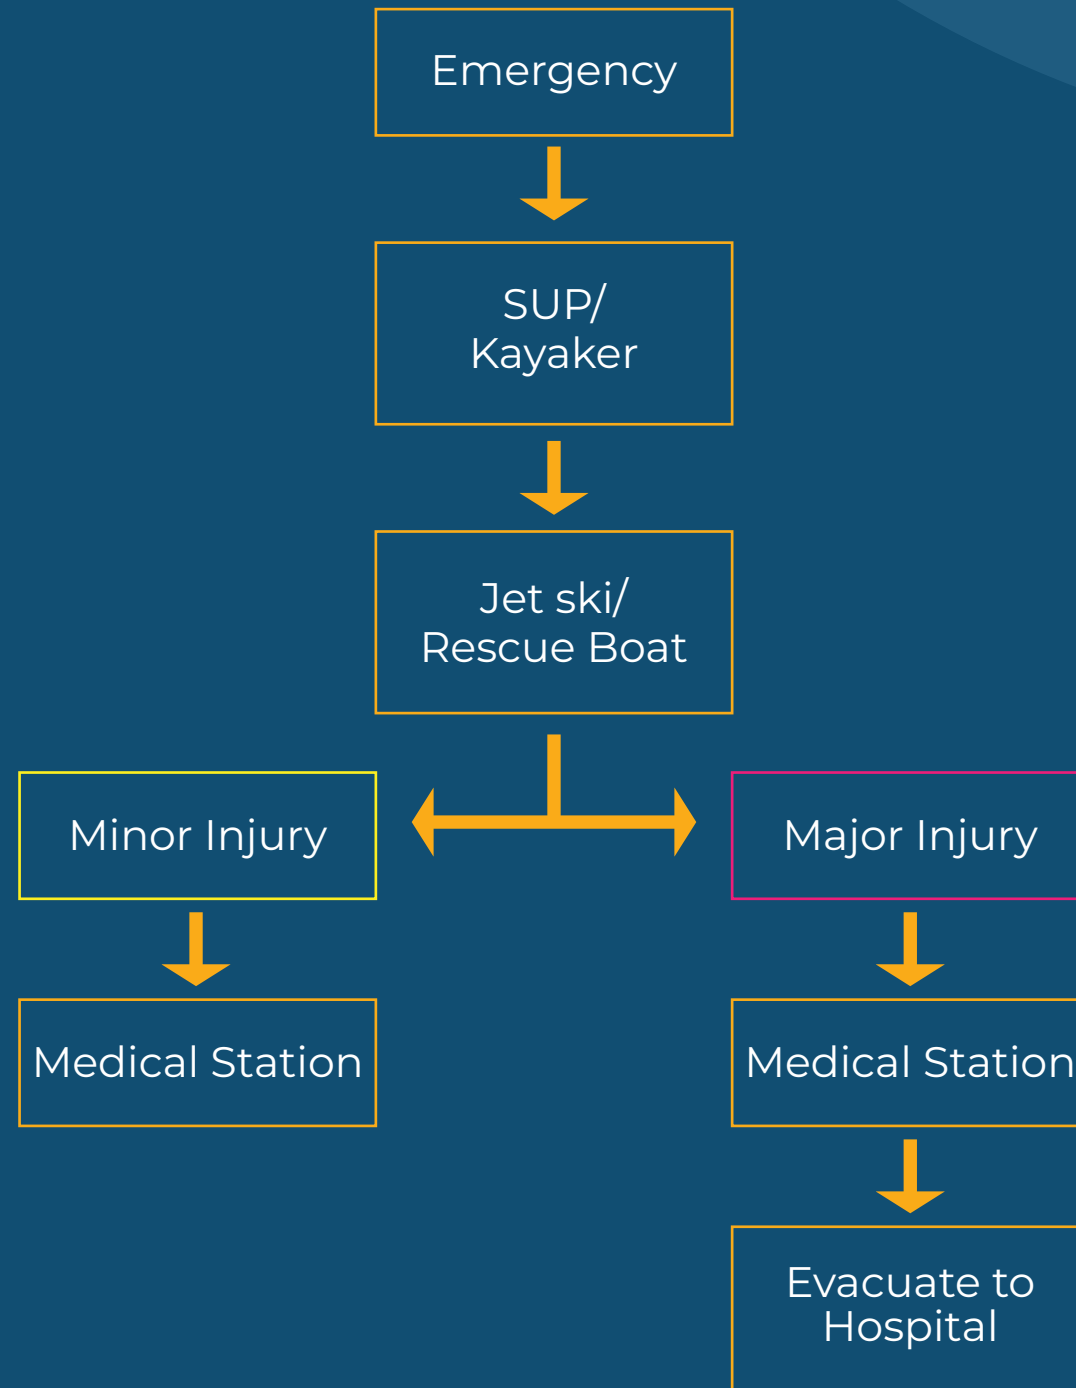 Emergency
SUP/
Kayaker
Jet ski/
Rescue Boat
Minor Injury
Major Injury
Medical Station
Medical Station
Evacuate to
Hospital